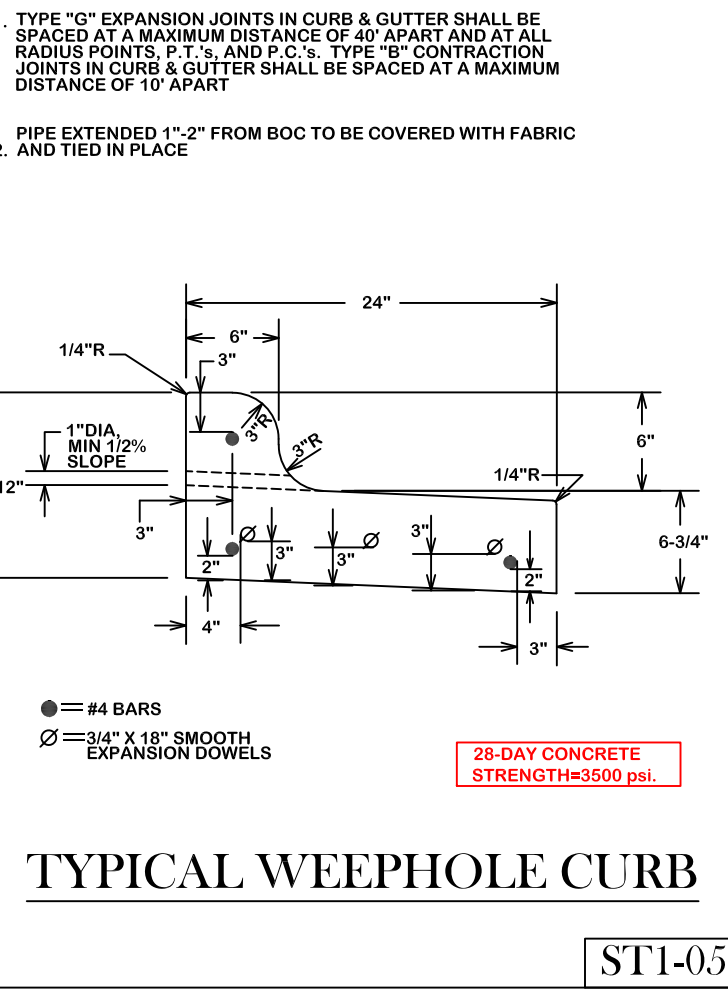 . TYPE "G" EXPANSION JOINTS IN CURB & GUTTER SHALL BE
SPACED AT A MAXIMUM DISTANCE OF 40' APART AND AT ALL
RADIUS POINTS, P.T.'s, AND P.C.'s. TYPE "B" CONTRACTION
JOINTS IN CURB & GUTTER SHALL BE SPACED AT A MAXIMUM
DISTANCE OF 10' APART
PIPE EXTENDED 1"-2" FROM BOC TO BE COVERED WITH FABRIC
2. AND TIED IN PLACE
24"
6"
1/4"R
3"
3"R
3"R
1"DIA,
MIN 1/2%
SLOPE
6"
1/4"R
12"
3"
3"
6-3/4"
2"
3"
3"
2"
4"
3"
#4 BARS
3/4" X 18" SMOOTH
EXPANSION DOWELS
28-DAY CONCRETE
STRENGTH=3500 psi.
TYPICAL WEEPHOLE CURB
ST1-05